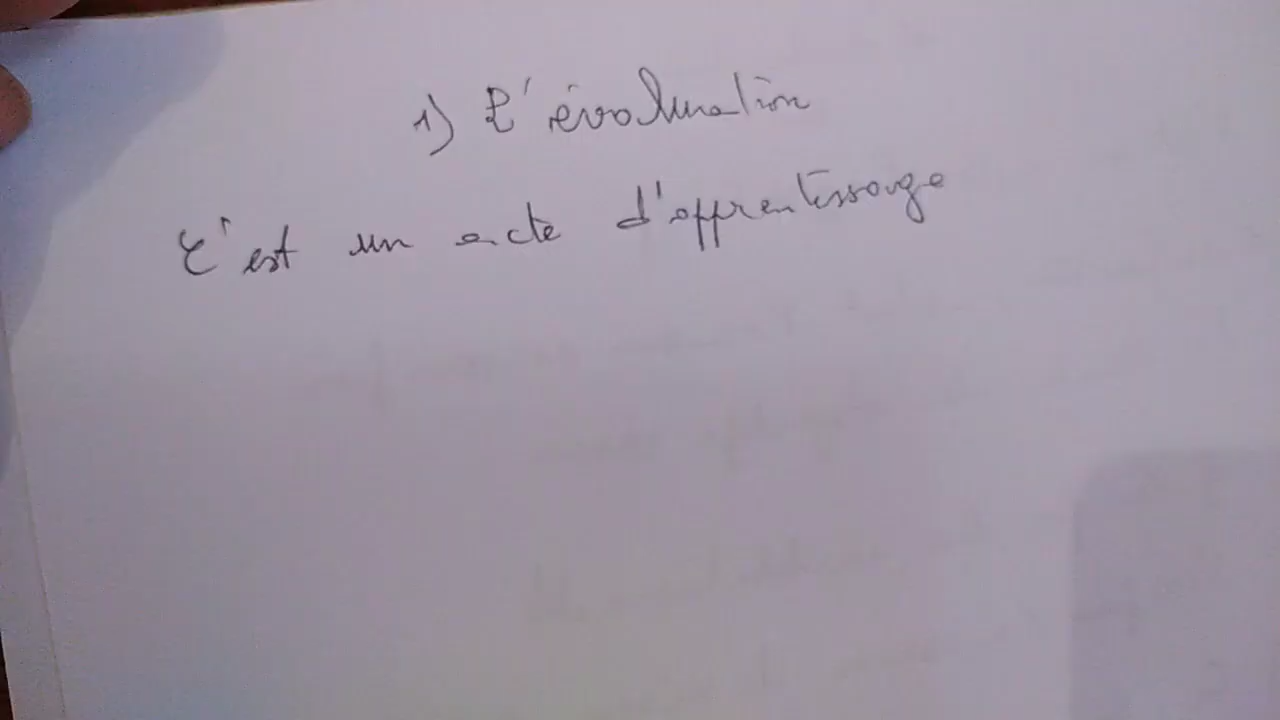 1) L'évaluation
C'est un acte d'apprentissage